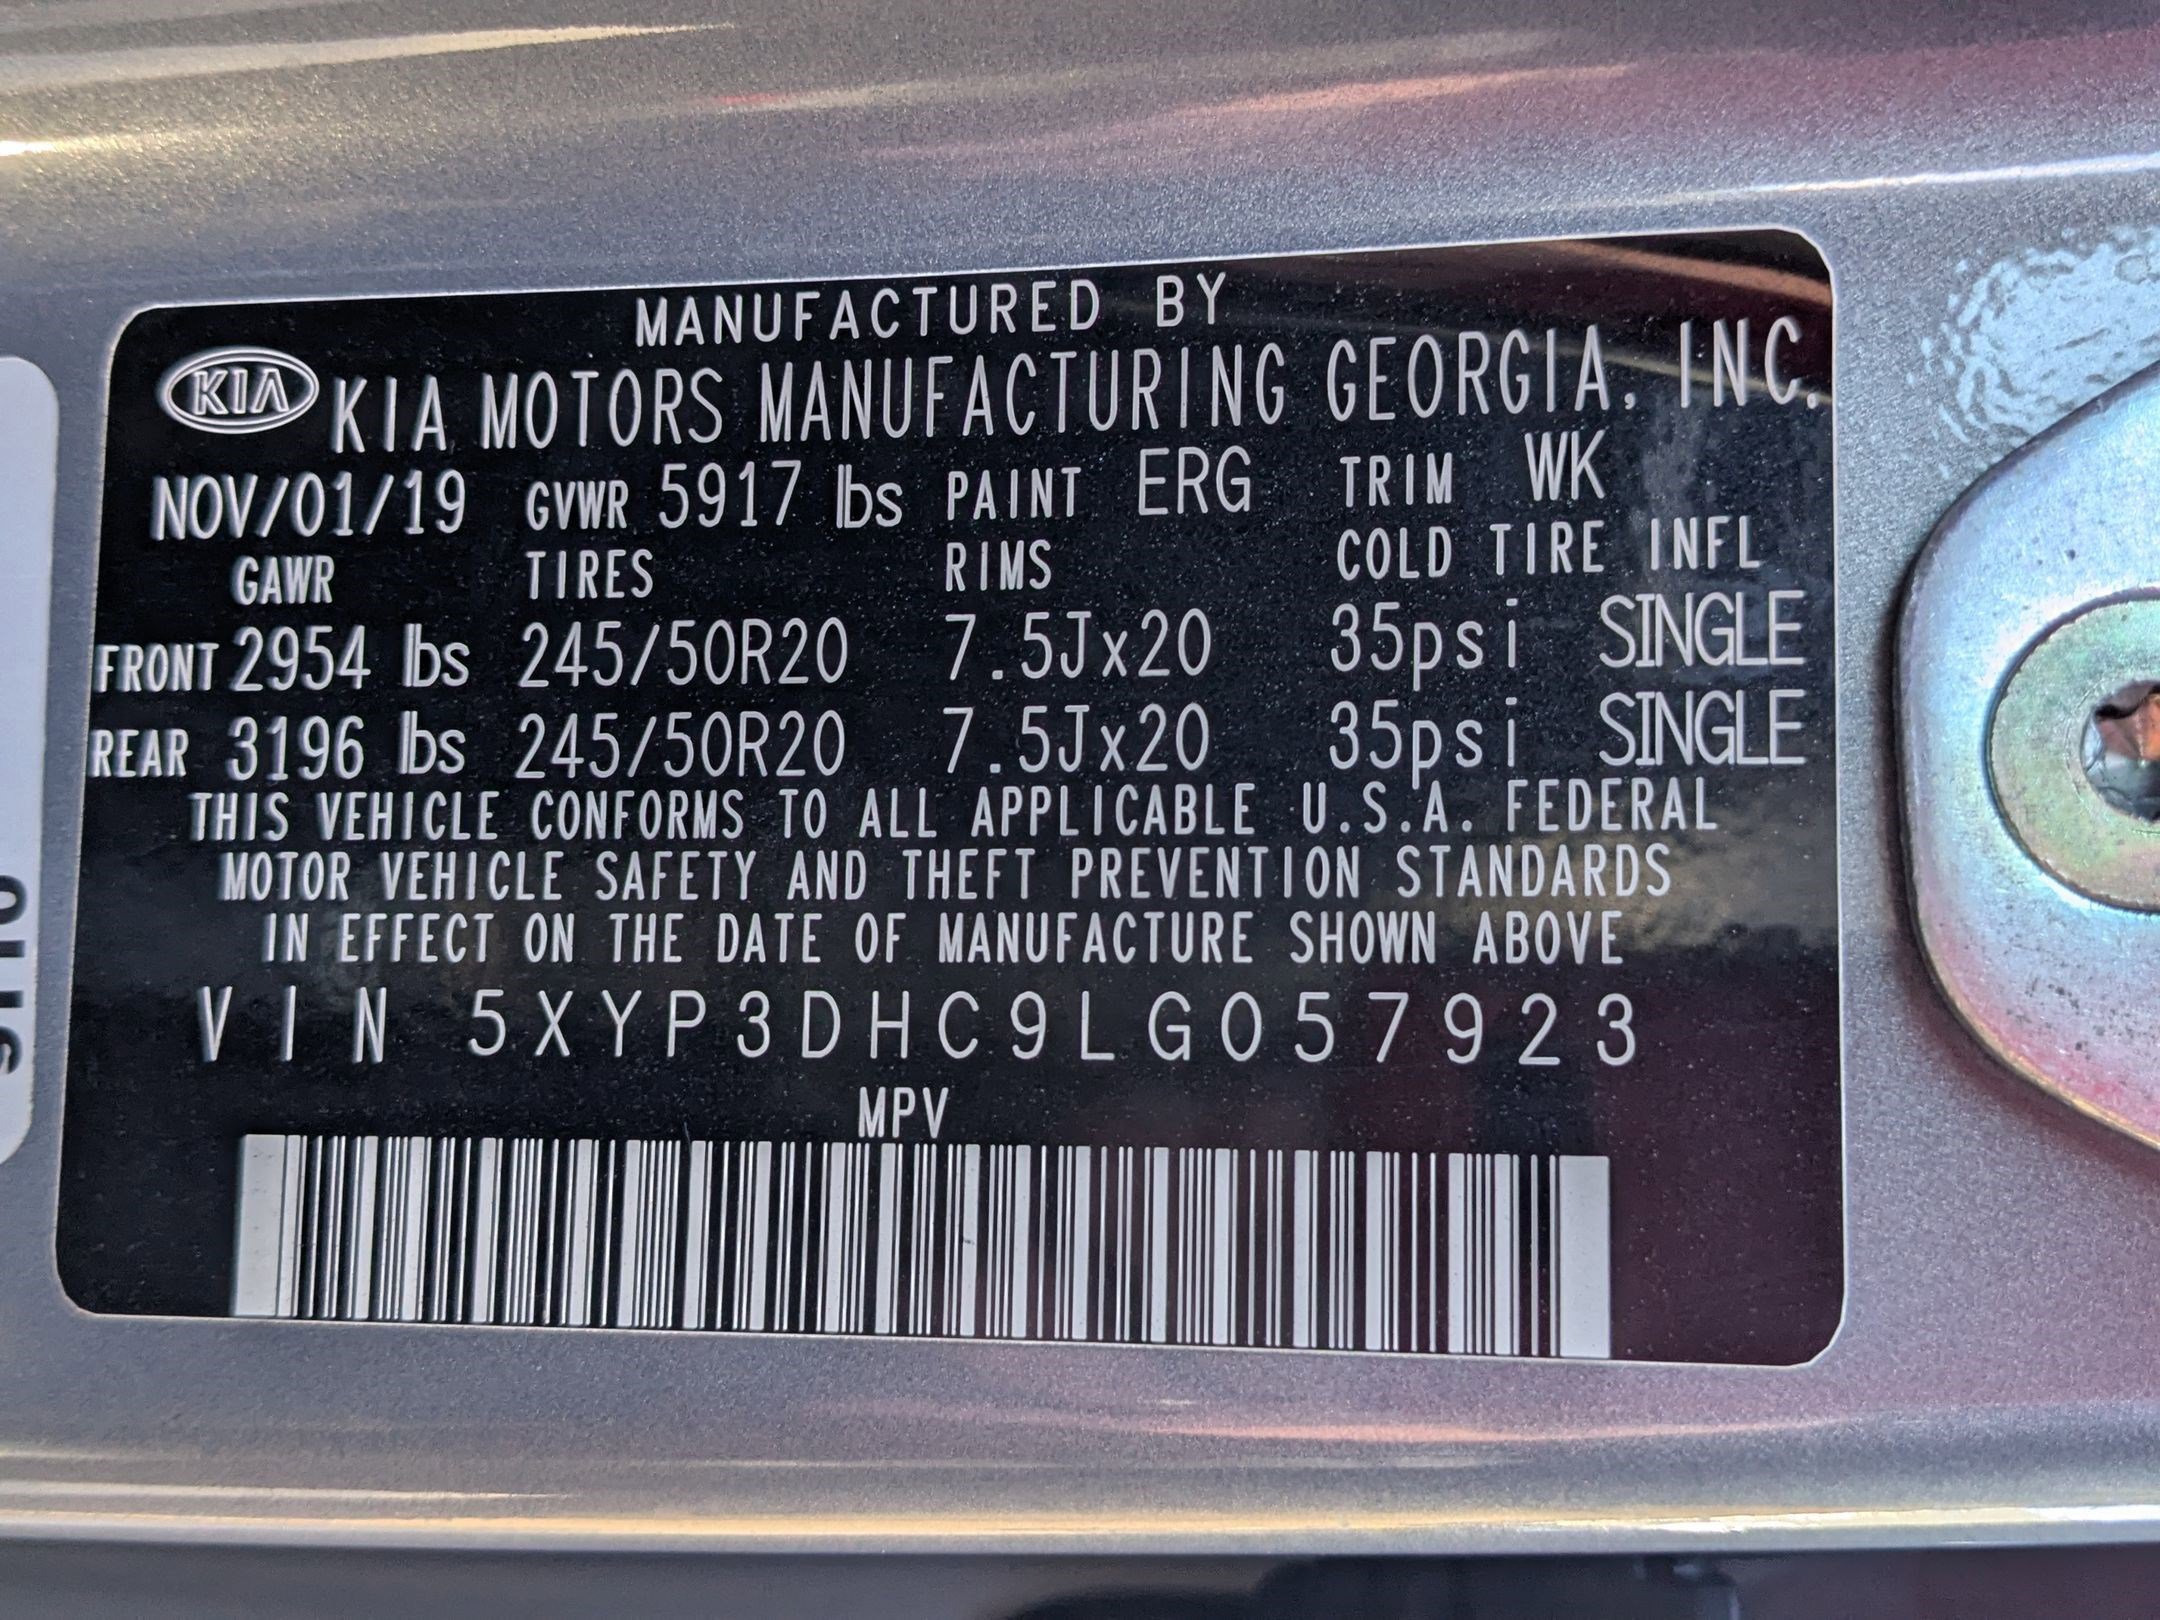 MANUFACTURED BY
KIA KIA MOTORS MANUFACTURING GEORGIA, INC.
NOV/01/19 GVWR 5917 lbs PAINT ERG TRIM WK
GAWR TIRES RIMS COLD TIRE INFL
FRONT 2954 lbs 245/50R20 7.5Jx20 35psi SINGLE
REAR 3196 lbs 245/50R20 7.5Jx20 35psi SINGLE
THIS VEHICLE CONFORMS TO ALL APPLICABLE U.S.A. FEDERAL
MOTOR VEHICLE SAFETY AND THEFT PREVENTION STANDARDS
IN EFFECT ON THE DATE OF MANUFACTURE SHOWN ABOVE
VIN 5XYP3DHC9LG057923
MPV